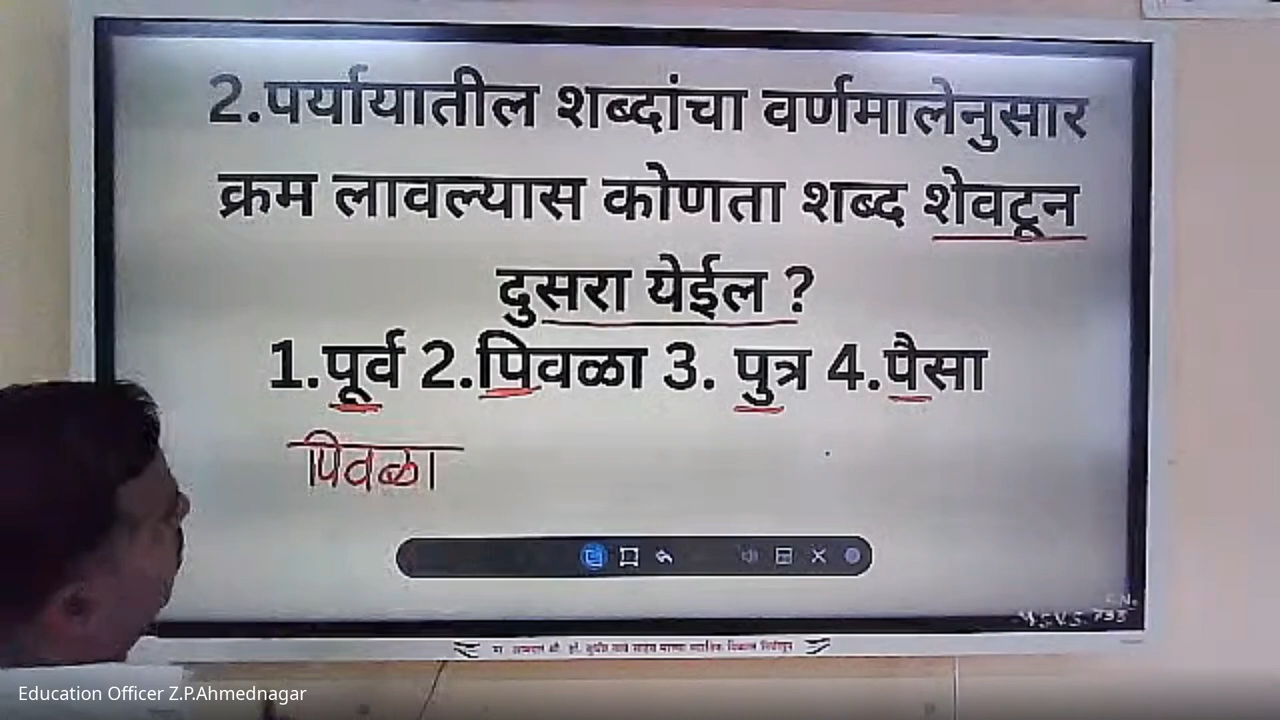 2.पर्यायातील शब्दांचा वर्णमालेनुसार
क्रम लावल्यास कोणता शब्द शेवटून
दुसरा येईल ?
1.पूर्व 2.पिवळा 3. पुत्र 4.पैसा
पिवळा
Education Officer Z.P.Ahmednagar